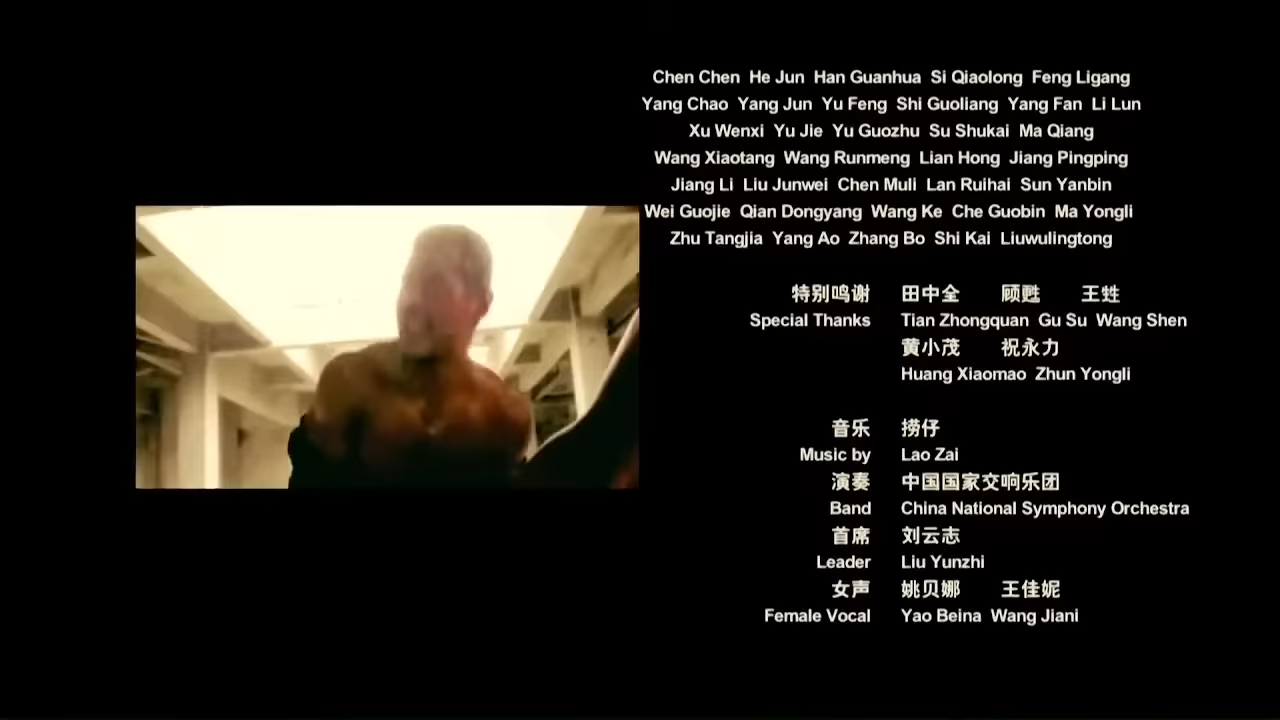 Chen Chen He Jun Han Guanhua Si Qiaolong Feng Ligang
Yang Chao Yang Jun Yu Feng Shi Guoliang Yang Fan Li Lun
Xu Wenxi Yu Jie Yu Guozhu Su Shukai Ma Qiang
Wang Xiaotang Wang Runmeng Lian Hong Jiang Pingping
Jiang Li Liu Junwei Chen Muli Lan Ruihai Sun Yanbin
Wei Guojie Qian Dongyang Wang Ke Che Guobin Ma Yongli
Zhu Tangjia Yang Ao Zhang Bo Shi Kai Liuwulingtong
特别鸣谢 田中全 顾甦 王甡
Special Thanks Tian Zhongquan Gu Su Wang Shen
黄小茂 祝永力
Huang Xiaomao Zhun Yongli
音乐 捞仔
Music by Lao Zai
演奏 中国国家交响乐团
Band China National Symphony Orchestra
首席 刘云志
Leader Liu Yunzhi
女声 姚贝娜 王佳妮
Female Vocal Yao Beina Wang Jiani